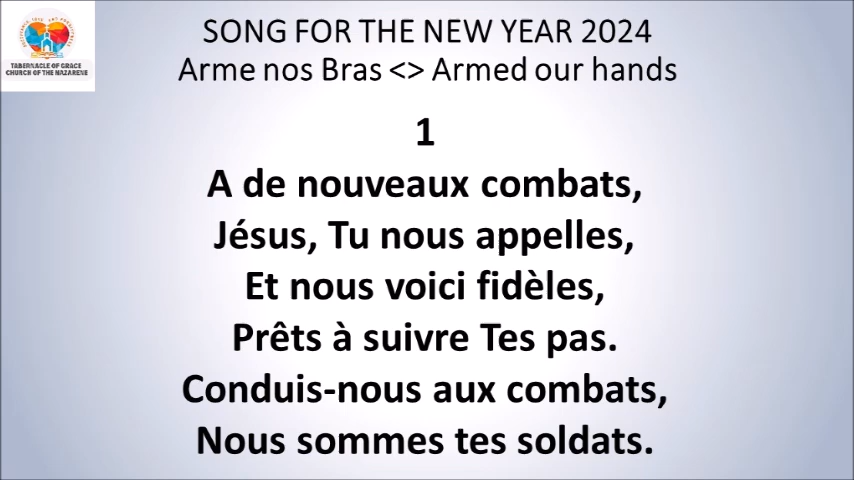 TABERNACLE OF GRACE
CHURCH OF THE NAZARENE
SONG FOR THE NEW YEAR 2024
Arme nos Bras <> Armed our hands
1
A de nouveaux combats,
Jésus, Tu nous appelles,
Et nous voici fidèles,
Prêts à suivre Tes pas.
Conduis-nous aux combats,
Nous sommes tes soldats.